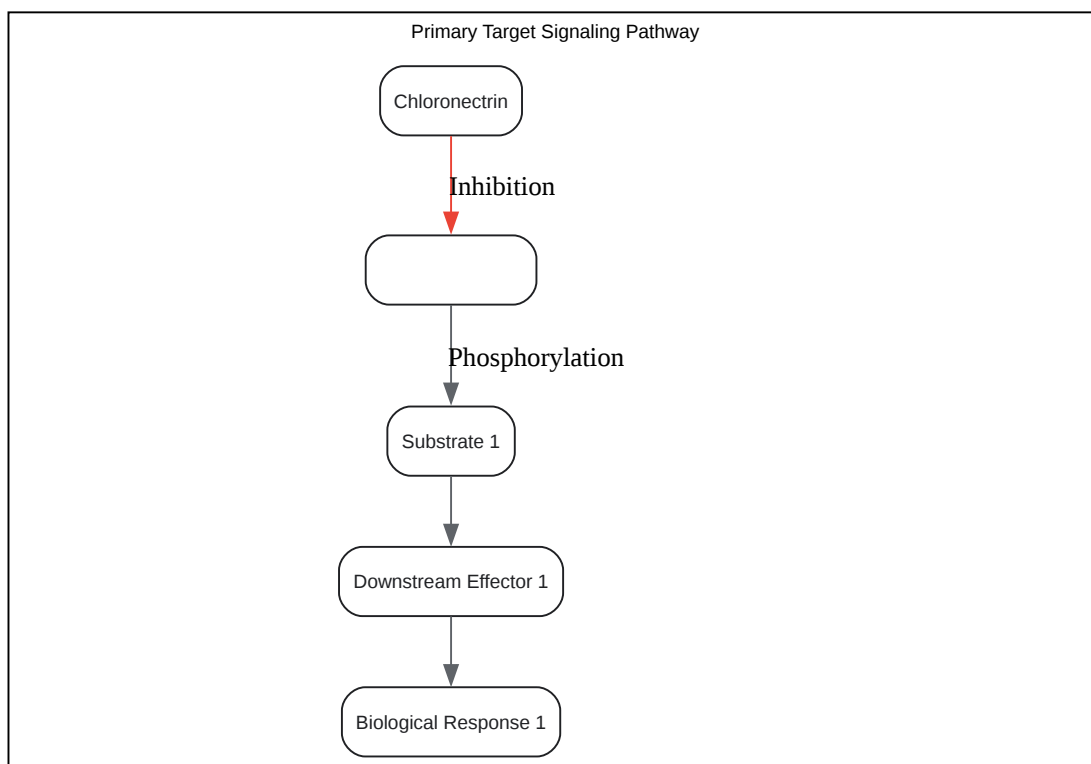 Primary Target Signaling Pathway
Chloronectrin
Inhibition
Phosphorylation
Substrate 1
Downstream Effector 1
Biological Response 1